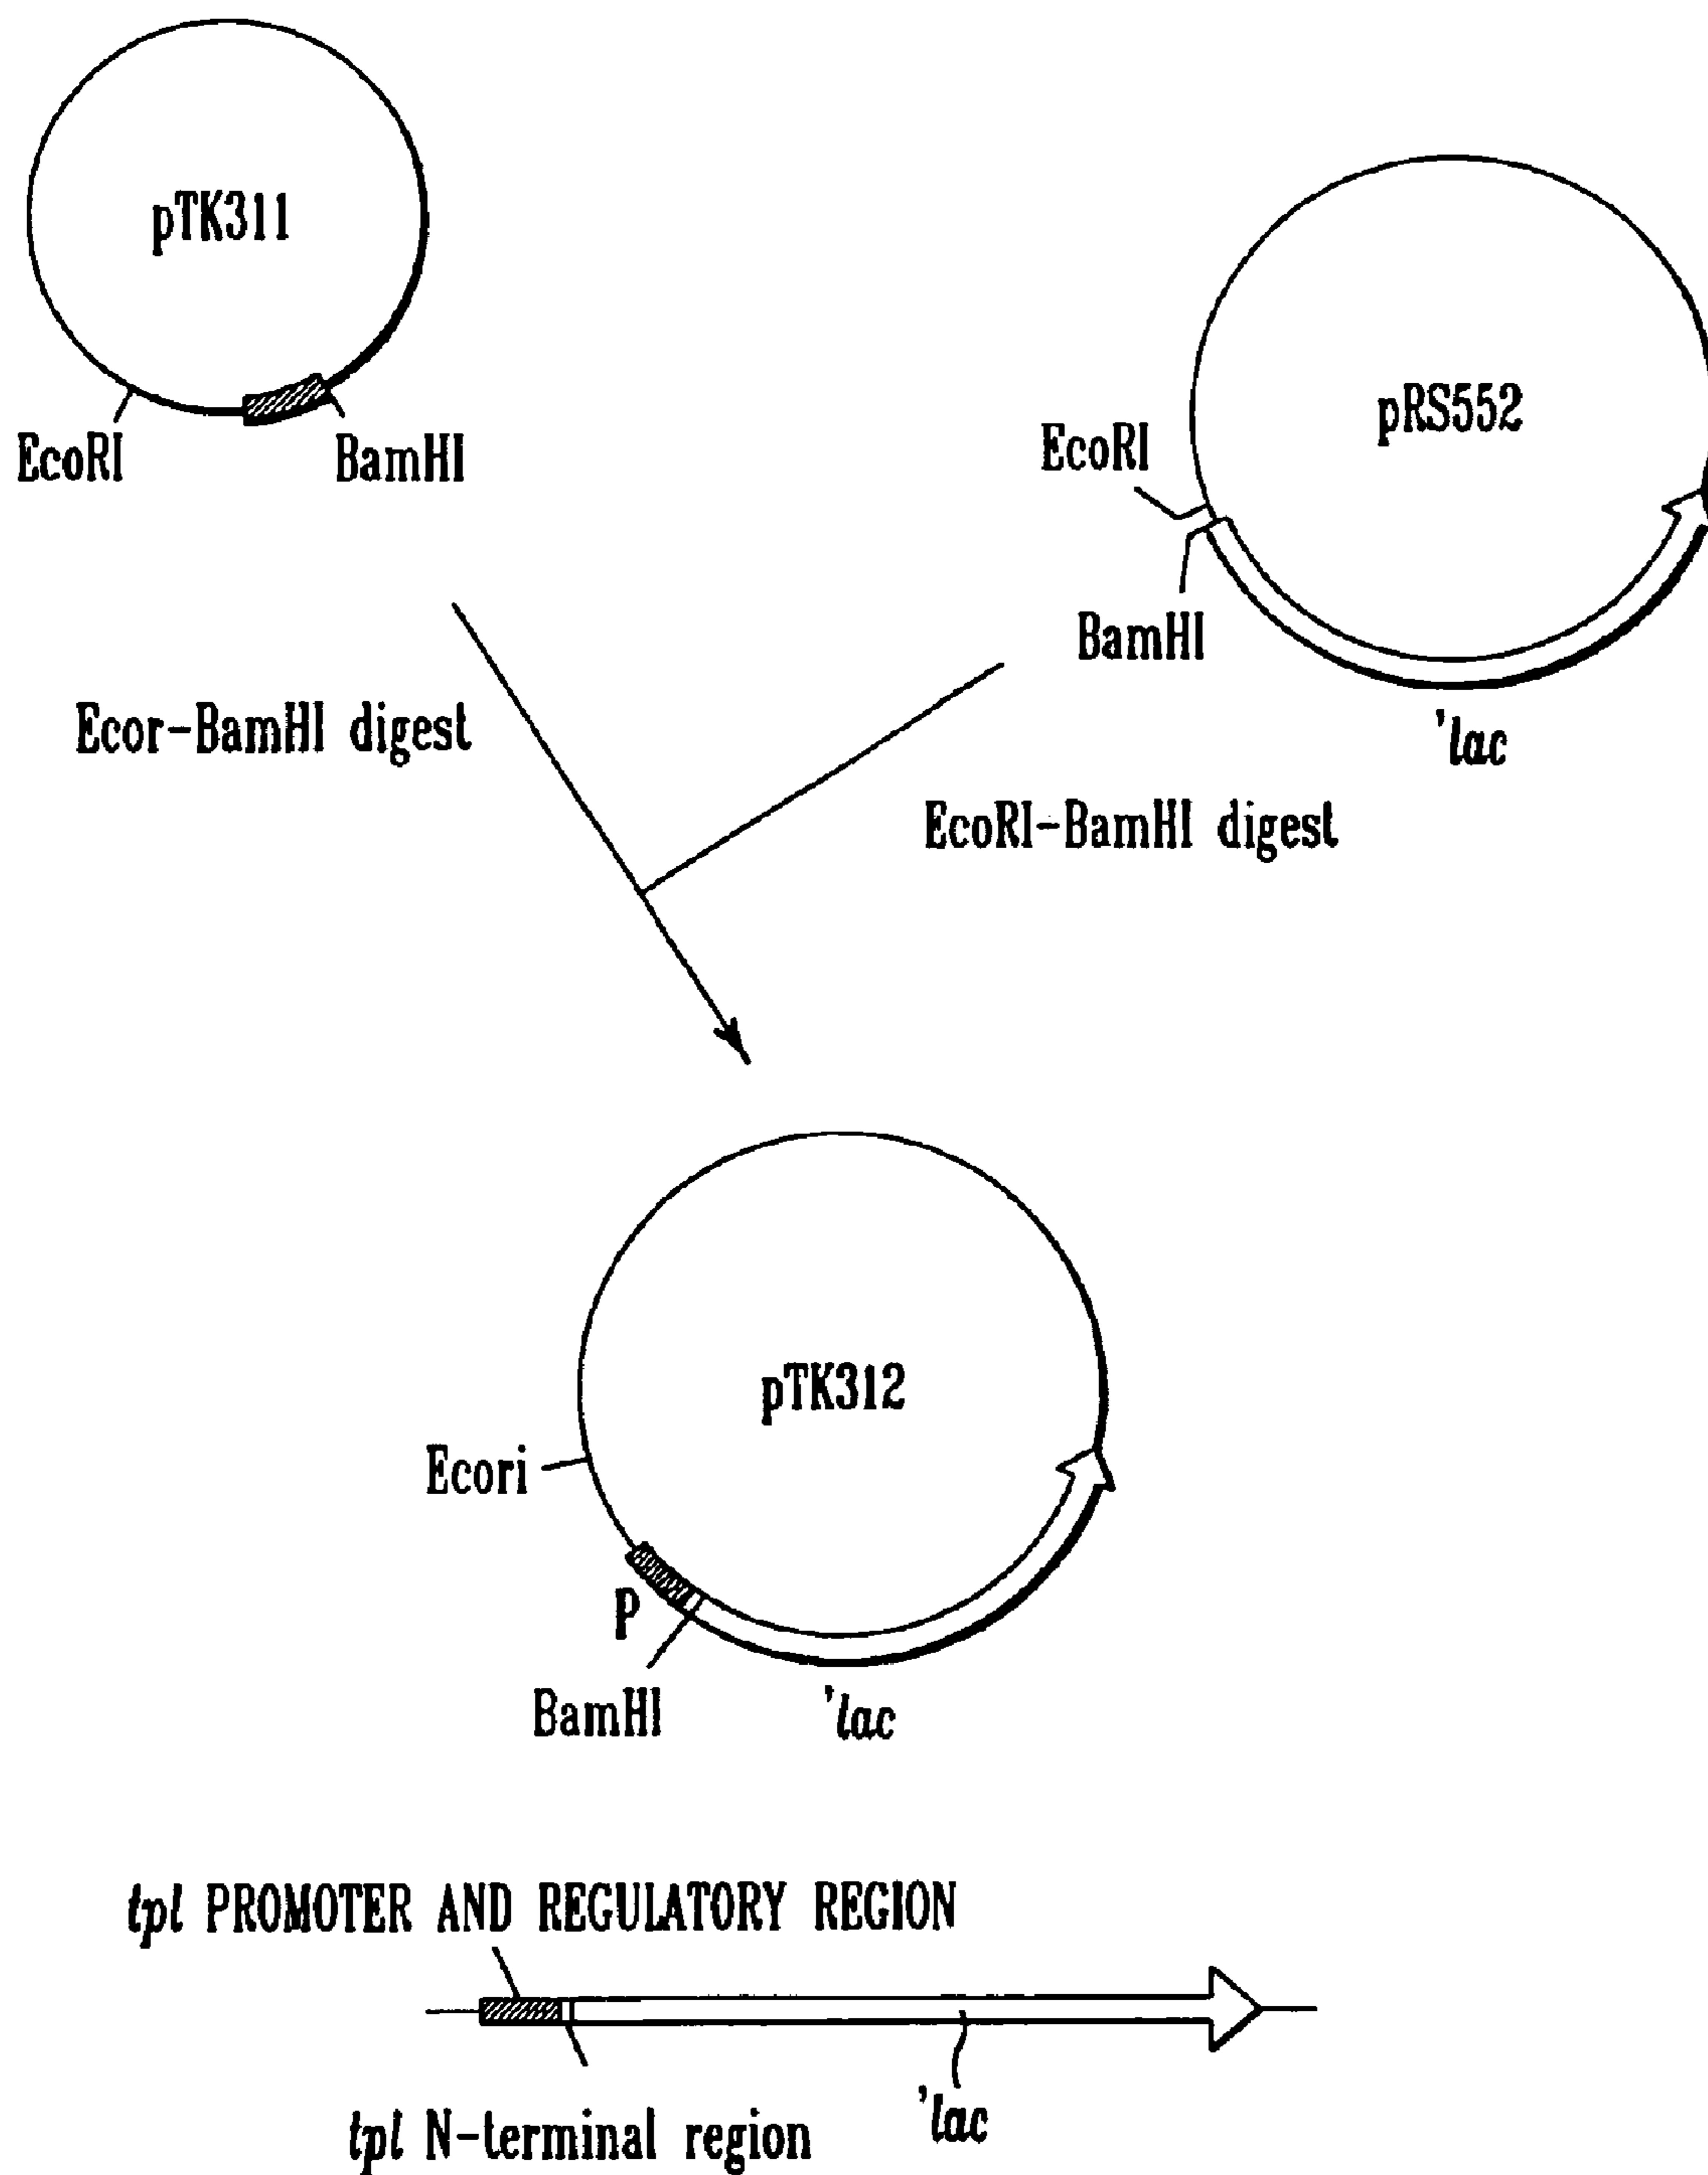 pTK311
EcoRI
BamHI
pRS552
EcoRI
BamHI
'lac
Ecor-BamHI digest
EcoRI-BamHI digest
pTK312
Ecori
P
BamHI
'lac
tpl PROMOTER AND REGULATORY REGION
tpl N-terminal region
'lac